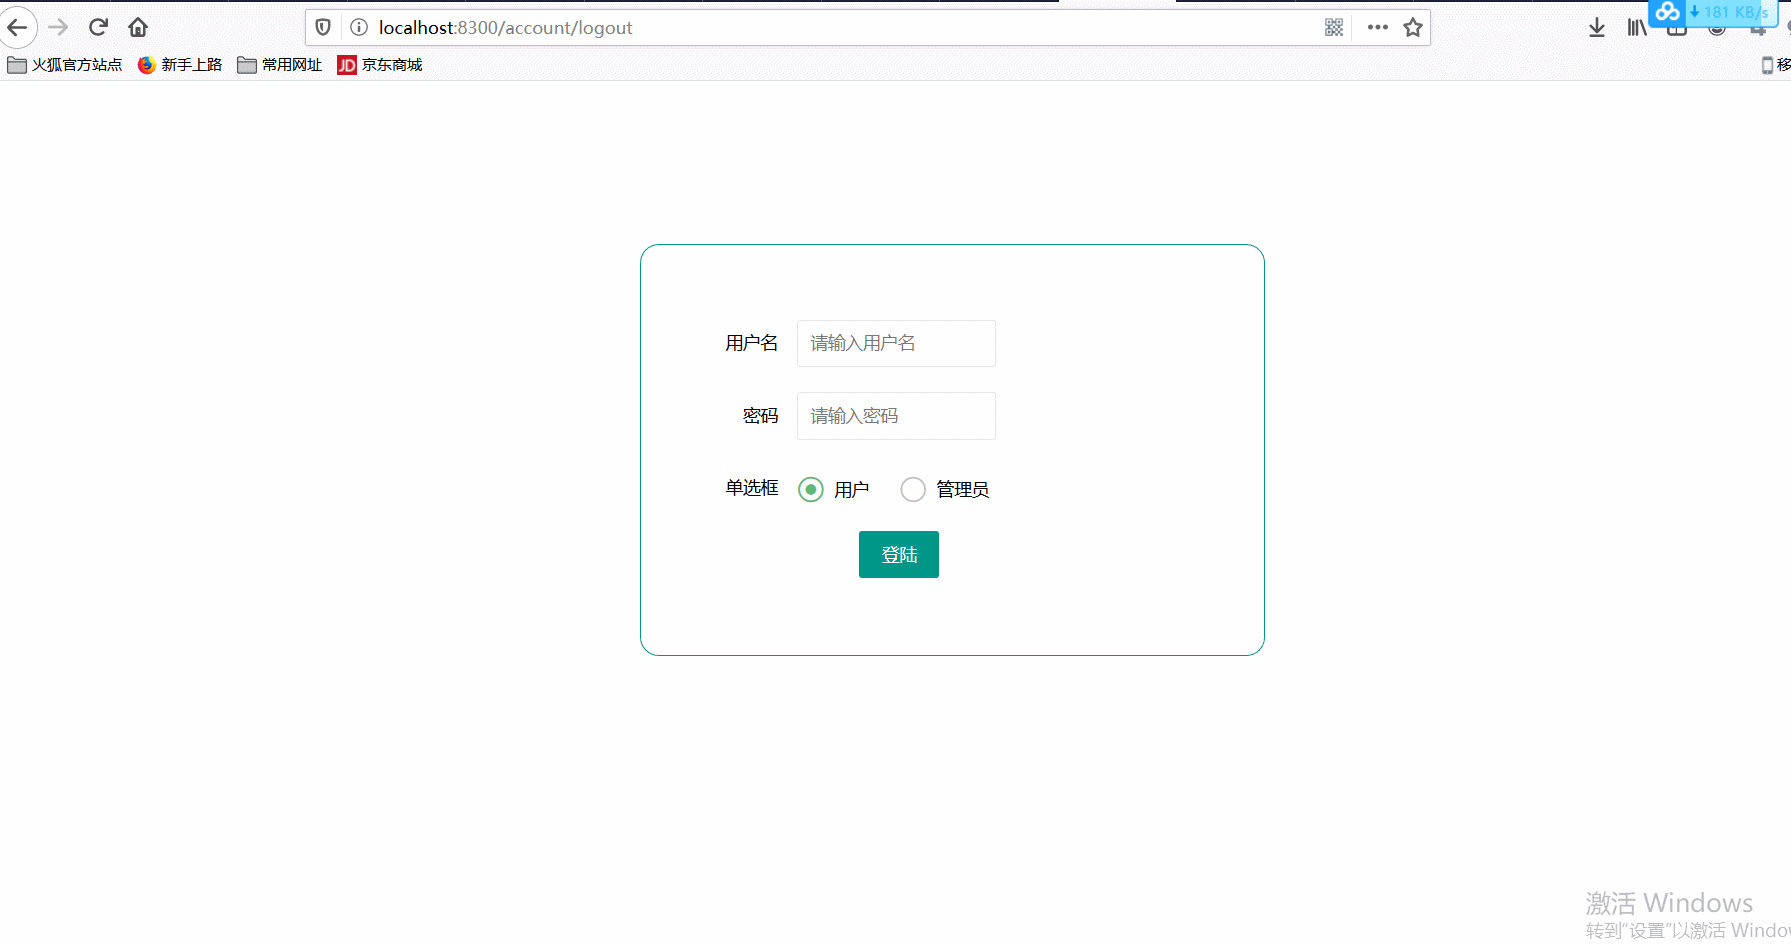 localhost:8300/account/logout
181 KB/s
火狐官方站点 新手上路 常用网址 JD 京东商城 移
用户名 请输入用户名
密码 请输入密码
单选框 用户 管理员
登陆
激活 Windows
转到"设置"以激活 Windo